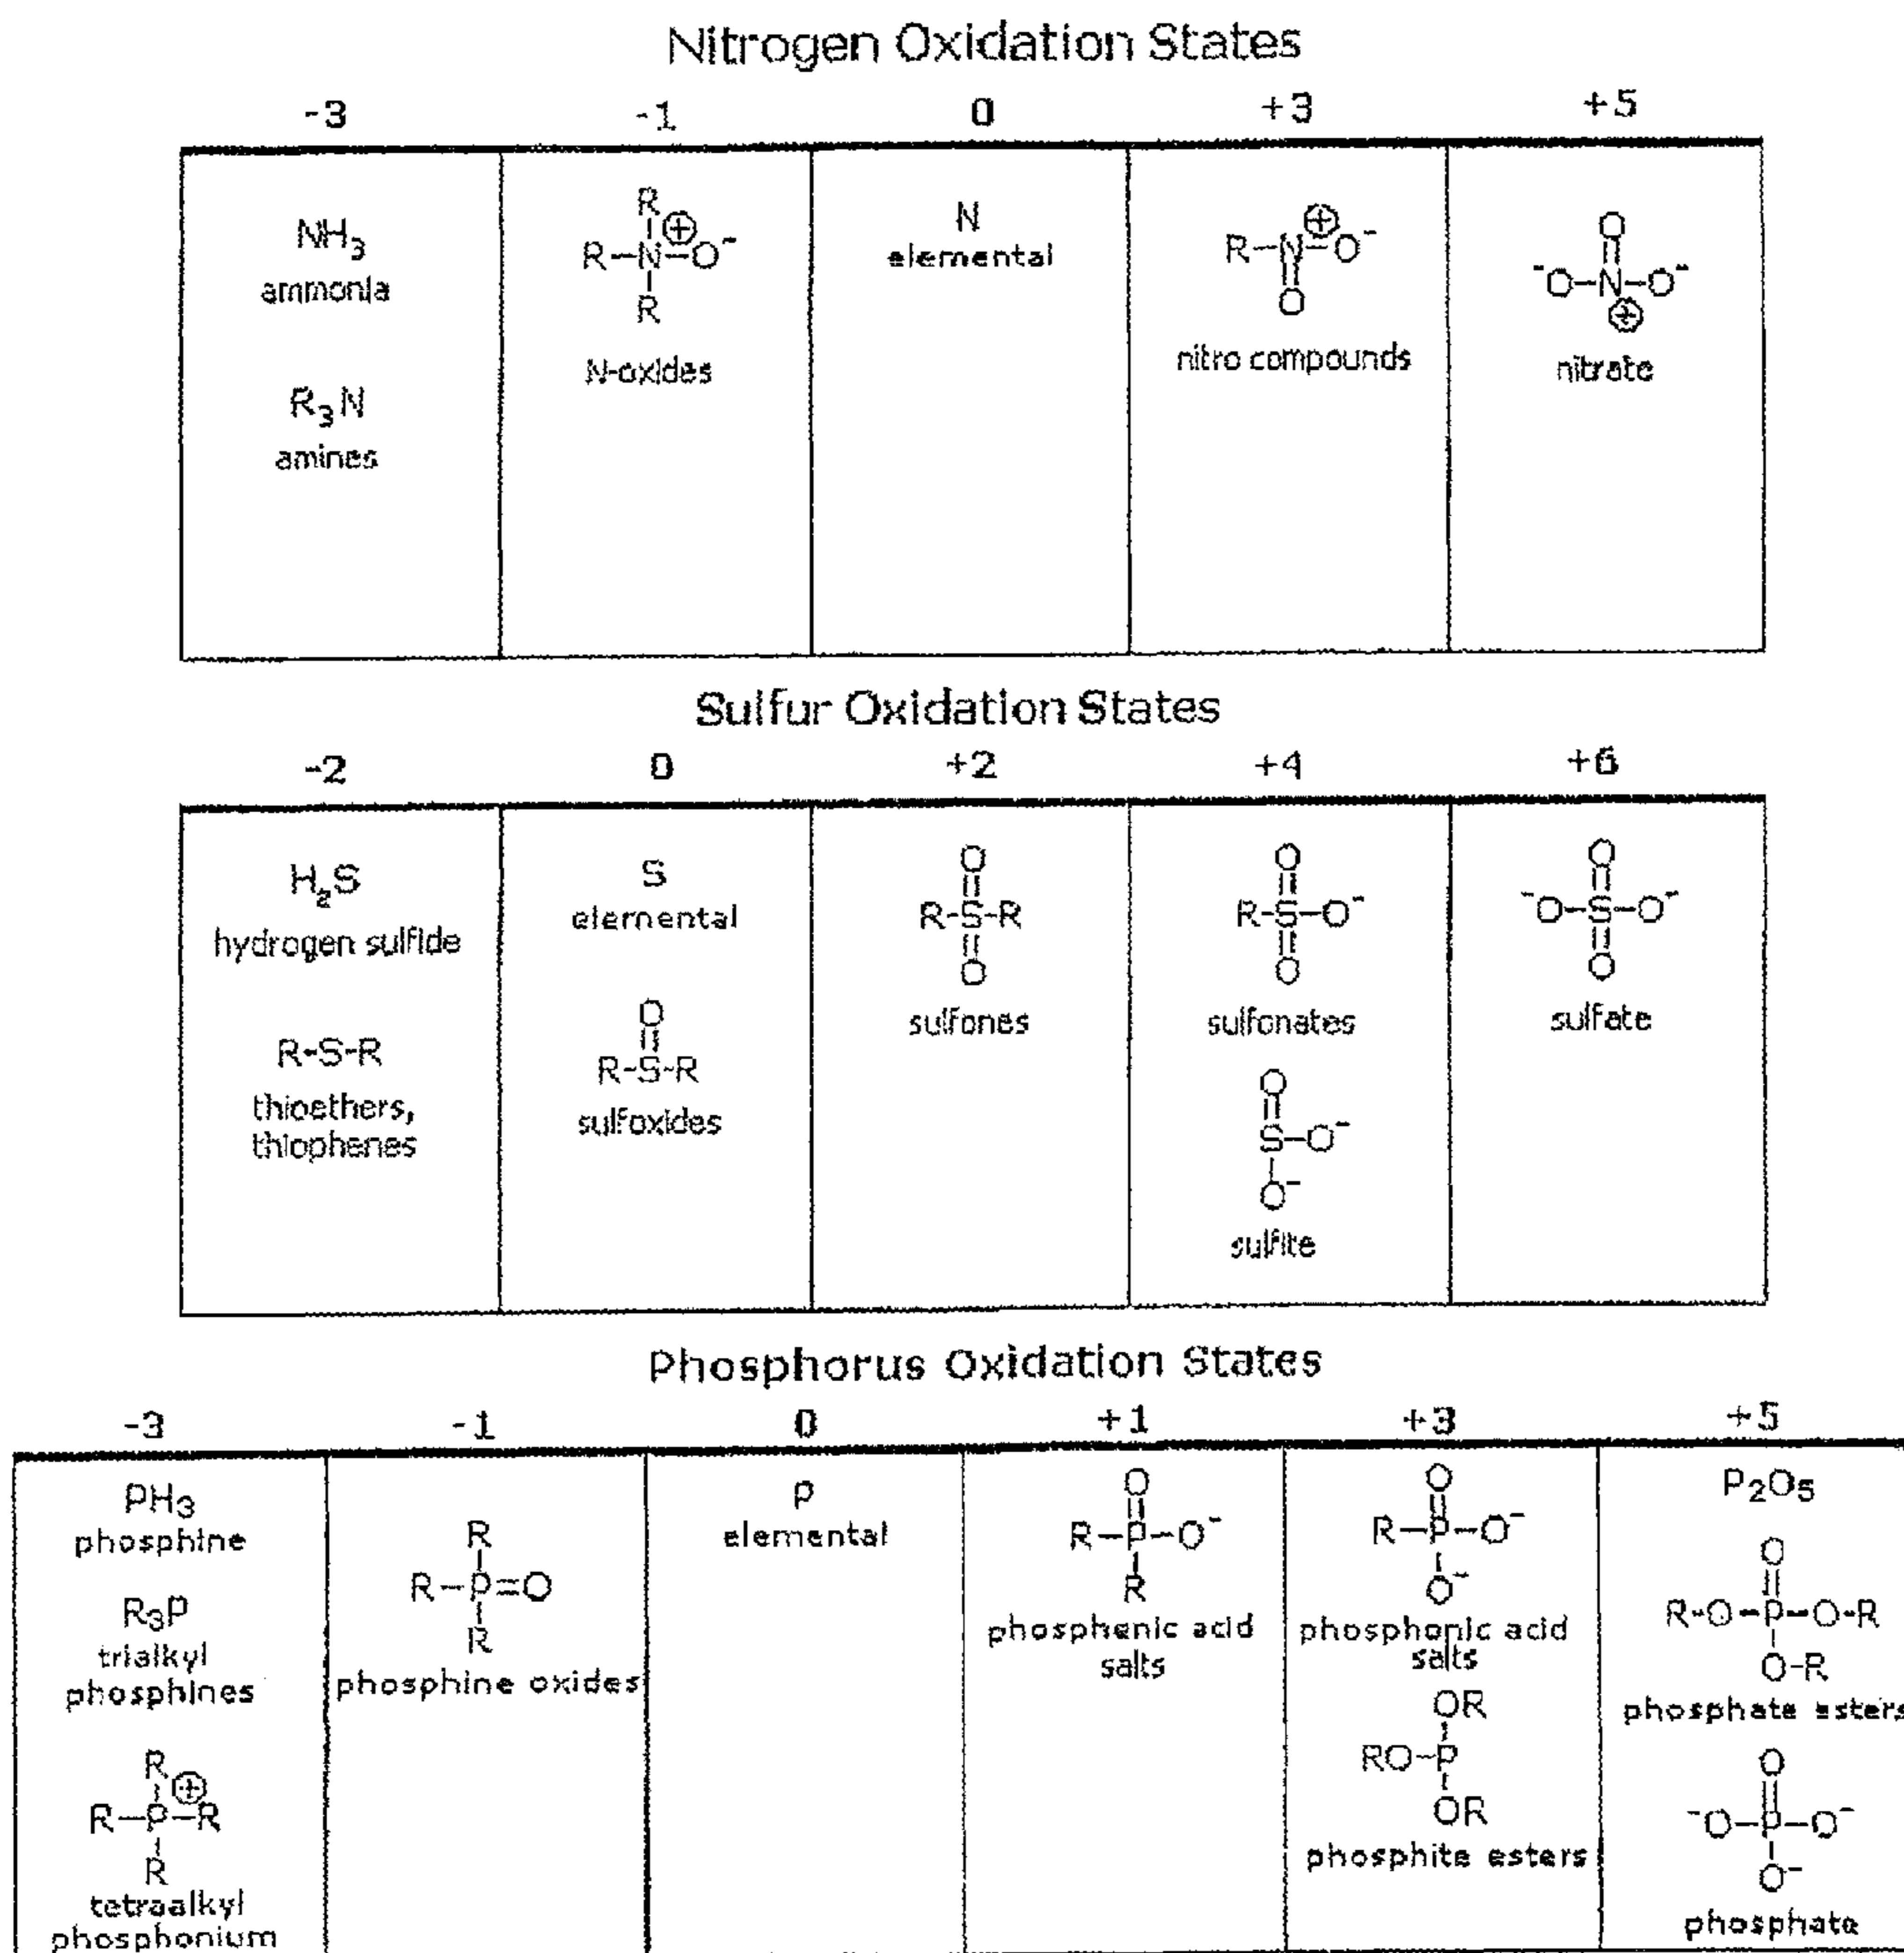 Nitrogen Oxidation States
-3 -1 0 +3 +5
NH3
ammonia
R3N
amines
R
R-N-O-
+
R
N-oxides
N
elemental
+
R-N-O-
O
nitro compounds
O
-O-N-O-
+
nitrate
Sulfur Oxidation States
-2 0 +2 +4 +6
H2S
hydrogen sulfide
R-S-R
thioethers,
thiophenes
S
elemental
O
R-S-R
sulfoxides
O
R-S-R
O
sulfones
O
R-S-O-
O
sulfonates
O
S-O-
O-
sulfite
O
-O-S-O-
O
sulfate
Phosphorus Oxidation States
-3 -1 0 +1 +3 +5
PH3
phosphine
R3P
trialkyl
phosphines
R
+
R-P-R
R
tetraalkyl
phosphonium
R
R-P=O
R
phosphine oxides
P
elemental
O
R-P-O-
R
phosphenic acid
salts
O
R-P-O-
O-
phosphonic acid
salts
OR
RO-P
OR
phosphite esters
P2O5
O
R-O-P-O-R
O-R
phosphate esters
O
-O-P-O-
O-
phosphate